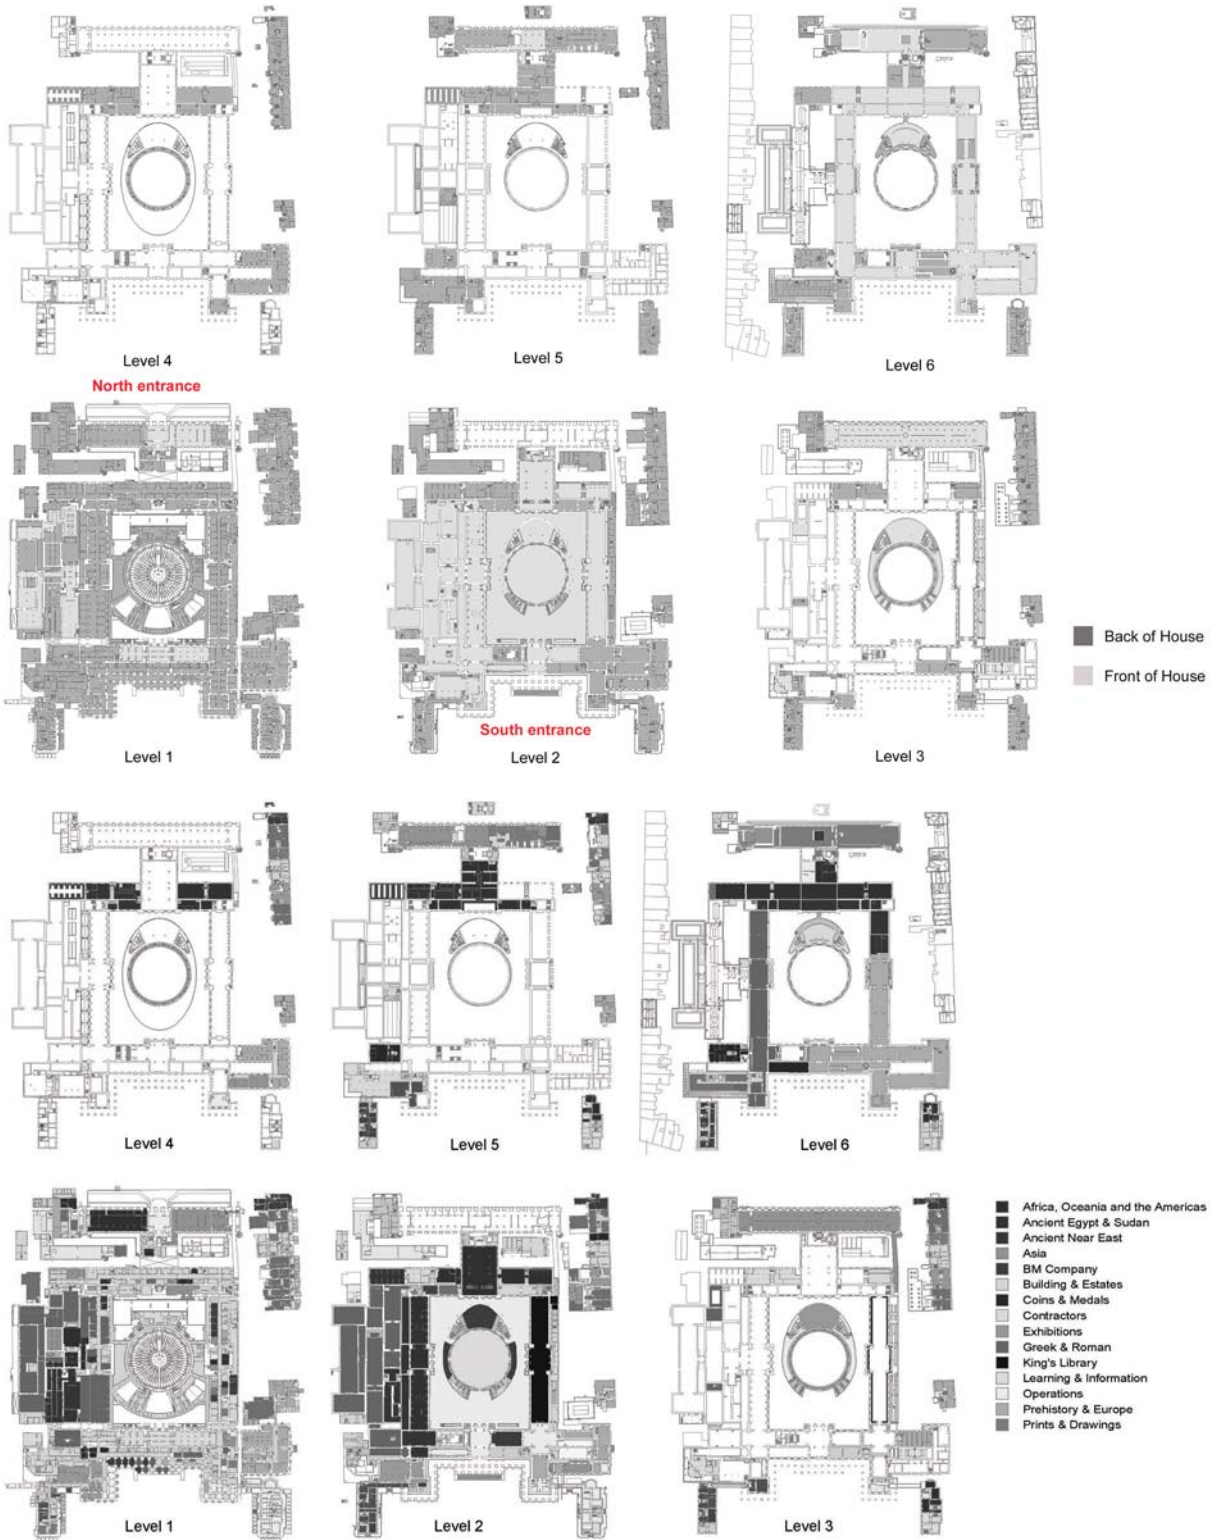 Level 4
Level 5
Level 6
North entrance
Back of House
Front of House
South entrance
Level 1
Level 2
Level 3
Level 4
Level 5
Level 6
Africa, Oceania and the Americas
Ancient Egypt & Sudan
Ancient Near East
Asia
BM Company
Building & Estates
Coins & Medals
Contractors
Exhibitions
Greek & Roman
King's Library
Learning & Information
Operations
Prehistory & Europe
Prints & Drawings
Level 1
Level 2
Level 3